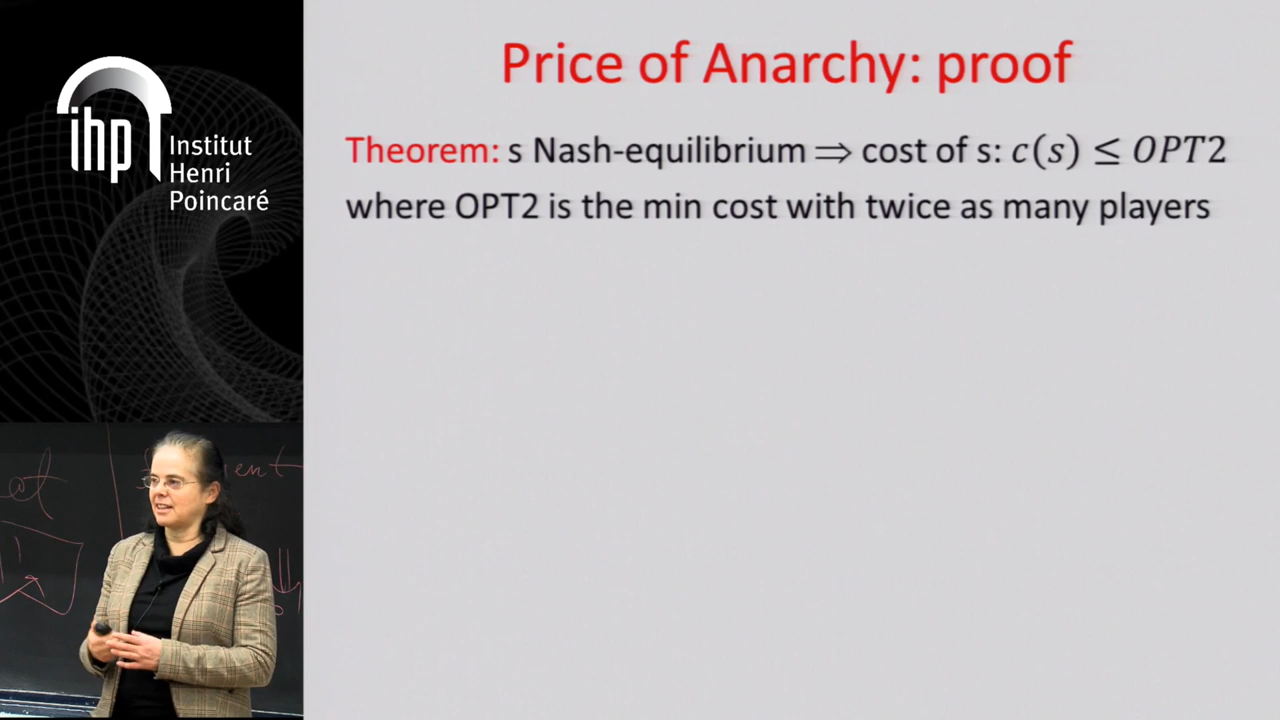 ihp
Institut
Henri
Poincaré
Price of Anarchy: proof
Theorem: s Nash-equilibrium ⟹ cost of s: c(s) ≤ OPT2
where OPT2 is the min cost with twice as many players